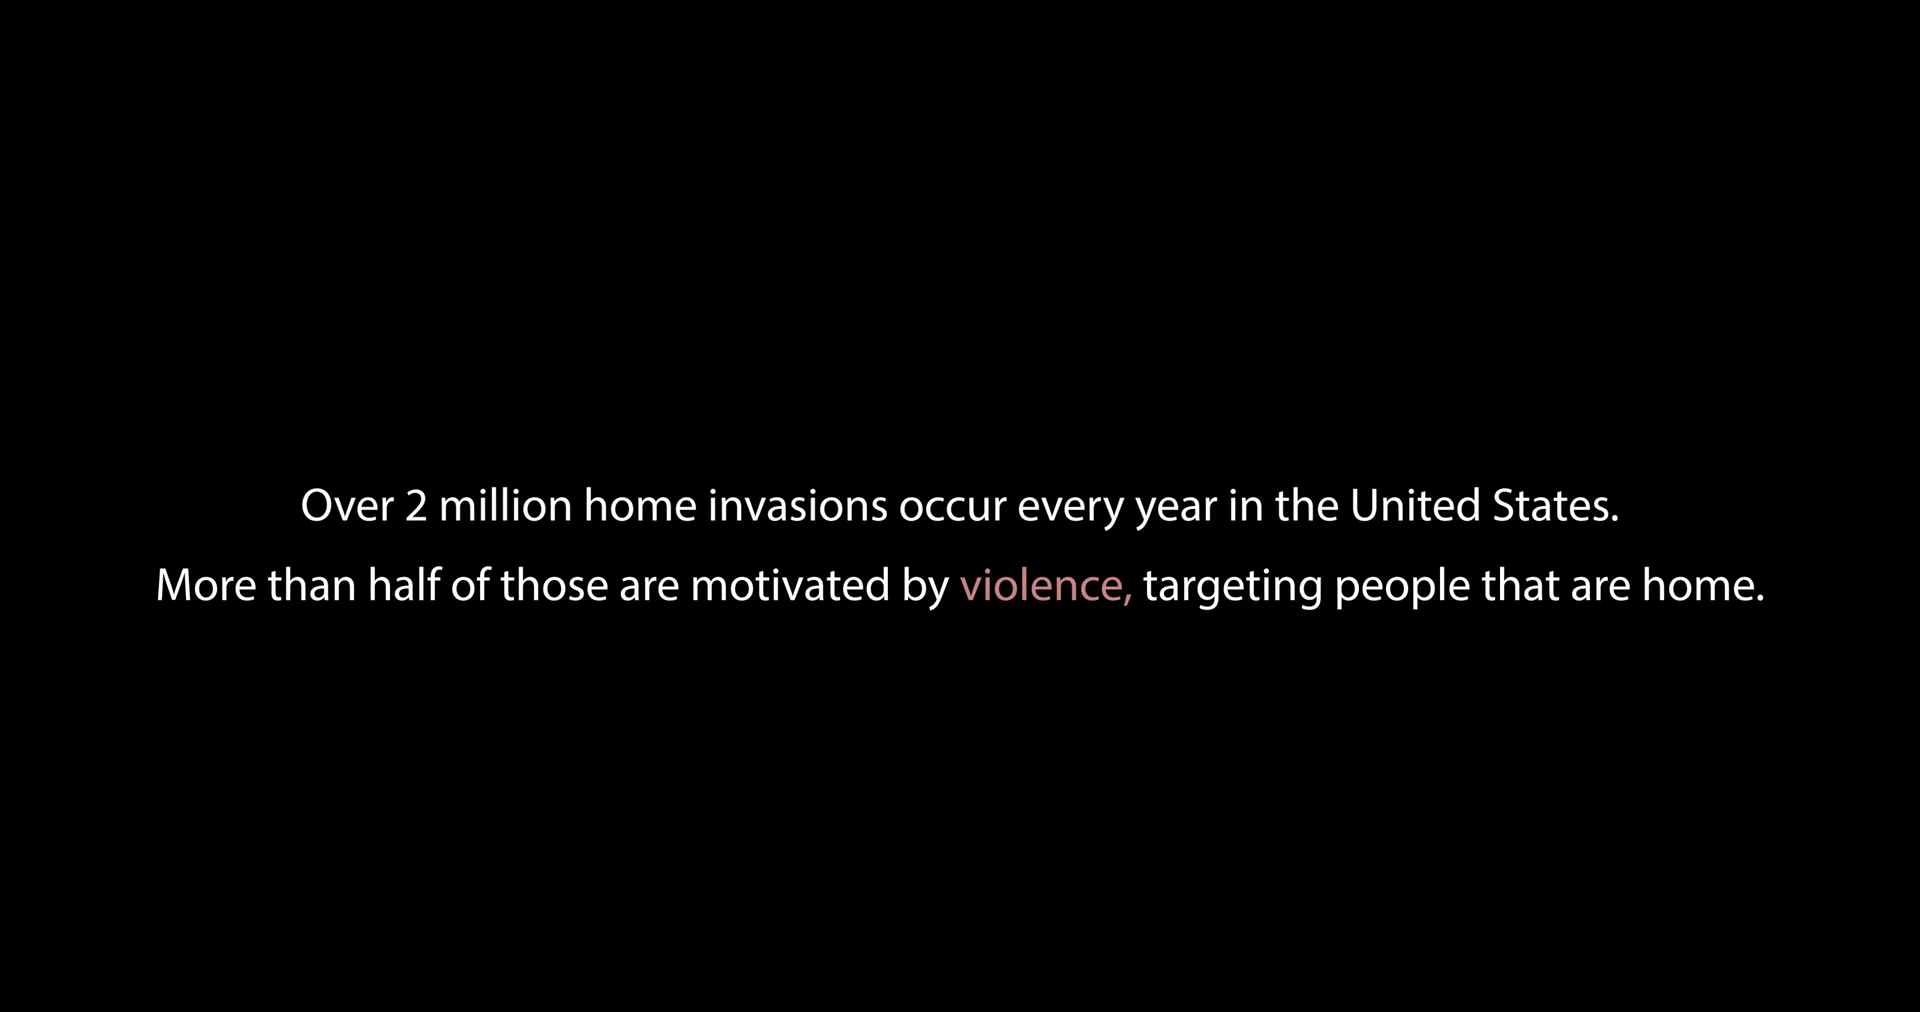 Over 2 million home invasions occur every year in the United States.
More than half of those are motivated by violence, targeting people that are home.